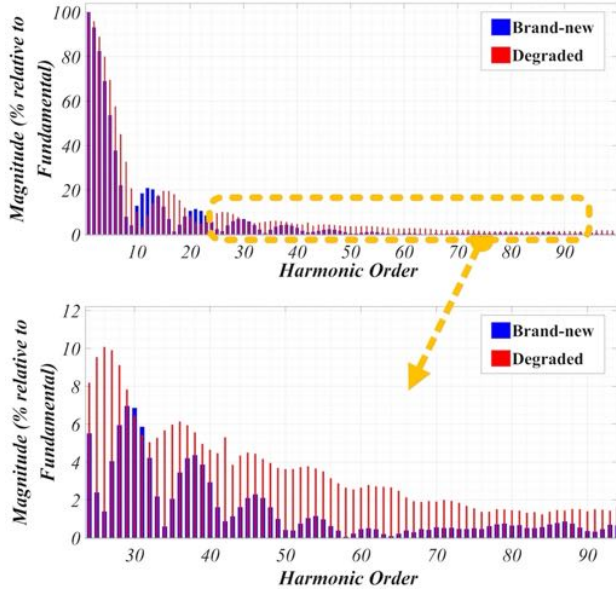 Magnitude (% relative to
Fundamental)
100
80
60
40
20
0
Brand-new
Degraded
10 20 30 40 50 60 70 80 90
Harmonic Order
Magnitude (% relative to
Fundamental)
12
10
8
6
4
2
0
Brand-new
Degraded
30 40 50 60 70 80 90
Harmonic Order